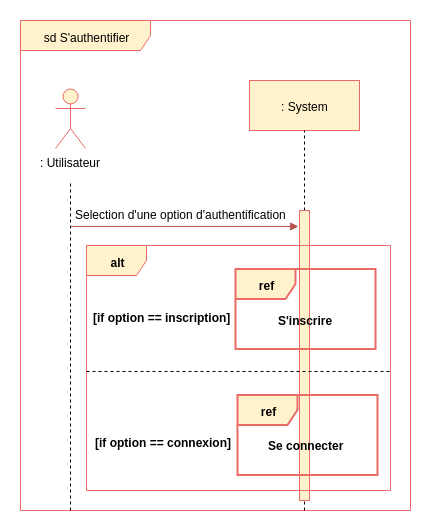 sd S'authentifier
: System
: Utilisateur
Selection d'une option d'authentification
alt
ref
[if option == inscription]
S'inscrire
ref
[if option == connexion]
Se connecter